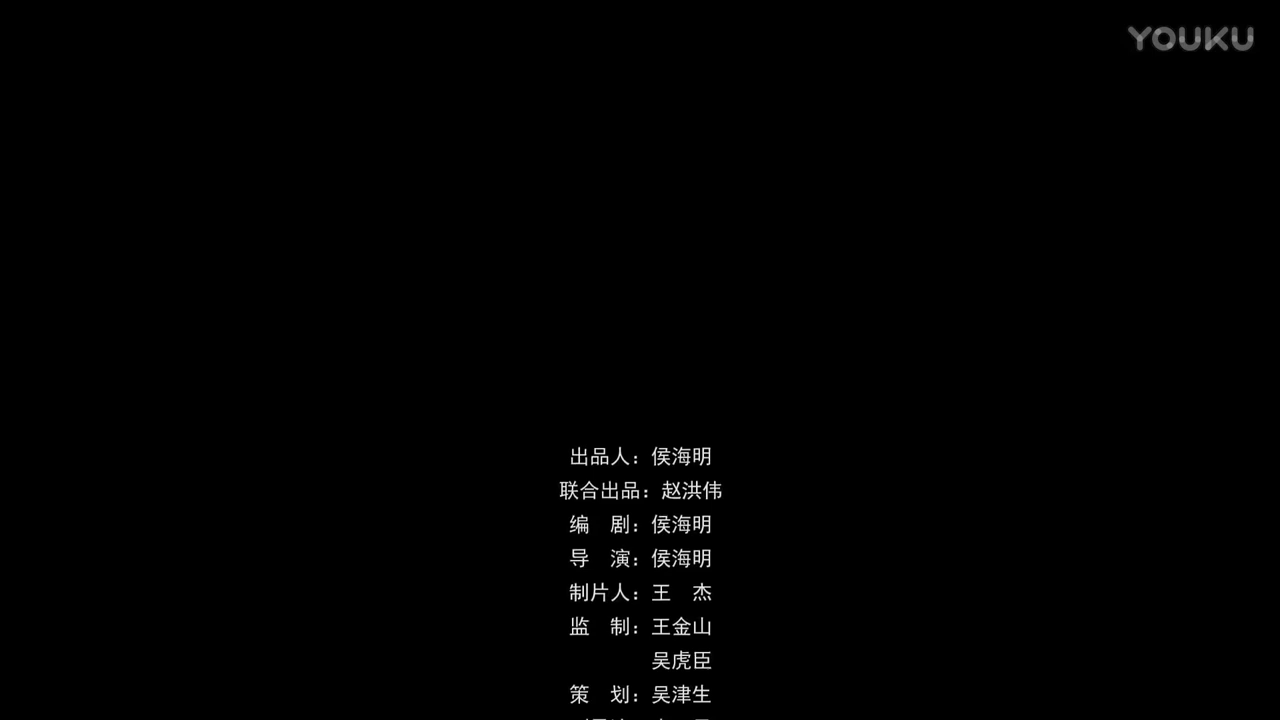 YOUKU
出品人：侯海明
联合出品：赵洪伟
编　剧：侯海明
导　演：侯海明
制片人：王　杰
监　制：王金山
吴虎臣
策　划：吴津生